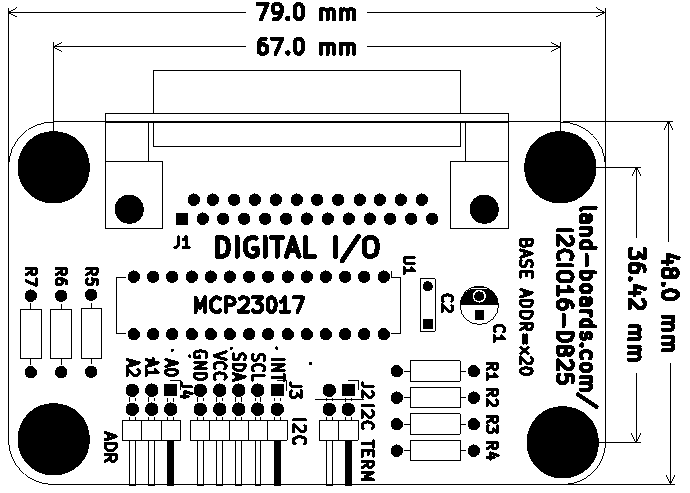 79.0 mm
67.0 mm
J1
DIGITAL I/O
land-boards.com/
I2CIO16-DB25
BASE ADDR=x20
36.42 mm
48.0 mm
R7
R6
R5
MCP23017
U1
C2
C1
A2
A1
A0
GND
VCC
SDA
SCL
INT
J4
J3
J2
R1
R2
R3
R4
ADR
I2C
I2C TERM